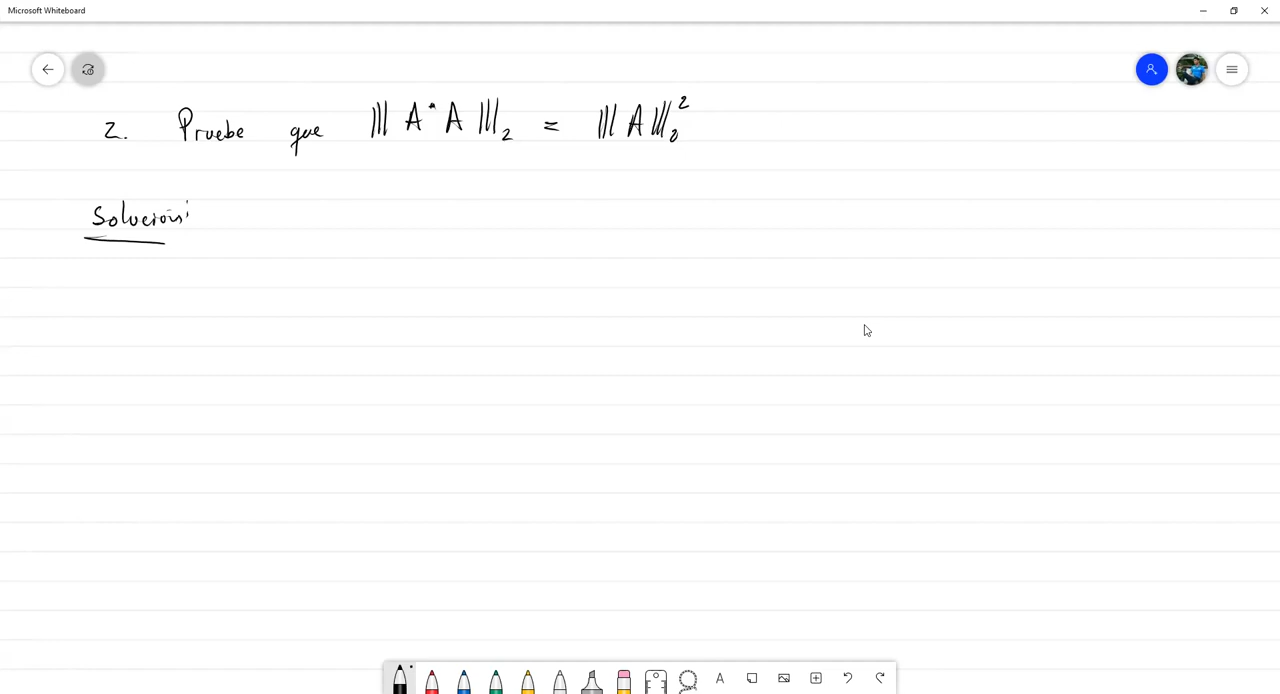 Microsoft Whiteboard
2. Pruebe que ||| A* A |||₂ = ||| A |||₂²
Solución:
A